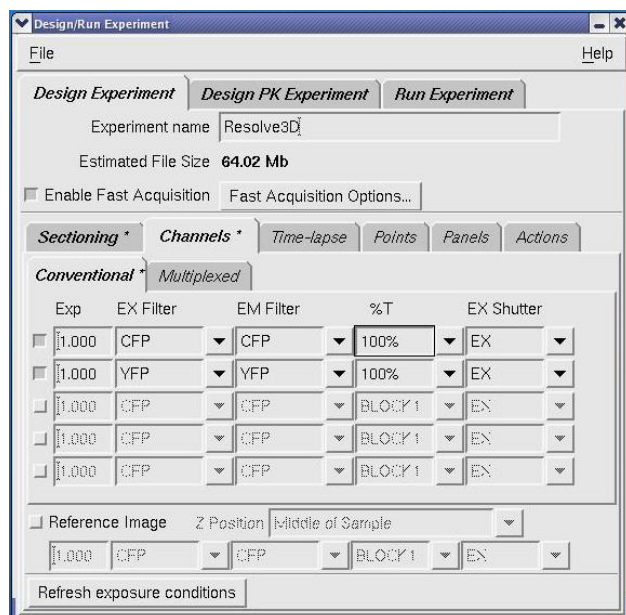 Design/Run Experiment
File Help
Design Experiment Design PK Experiment Run Experiment
Experiment name Resolve3D
Estimated File Size 64.02 Mb
Enable Fast Acquisition Fast Acquisition Options...
Sectioning * Channels * Time-lapse Points Panels Actions
Conventional * Multiplexed
Exp EX Filter EM Filter %T EX Shutter
1.000 CFP CFP 100% EX
1.000 YFP YFP 100% EX
1.000 CFP CFP BLOCK1 EX
1.000 CFP CFP BLOCK1 EX
1.000 CFP CFP BLOCK1 EX
Reference Image Z Position Middle of Sample
1.000 CFP CFP BLOCK1 EX
Refresh exposure conditions